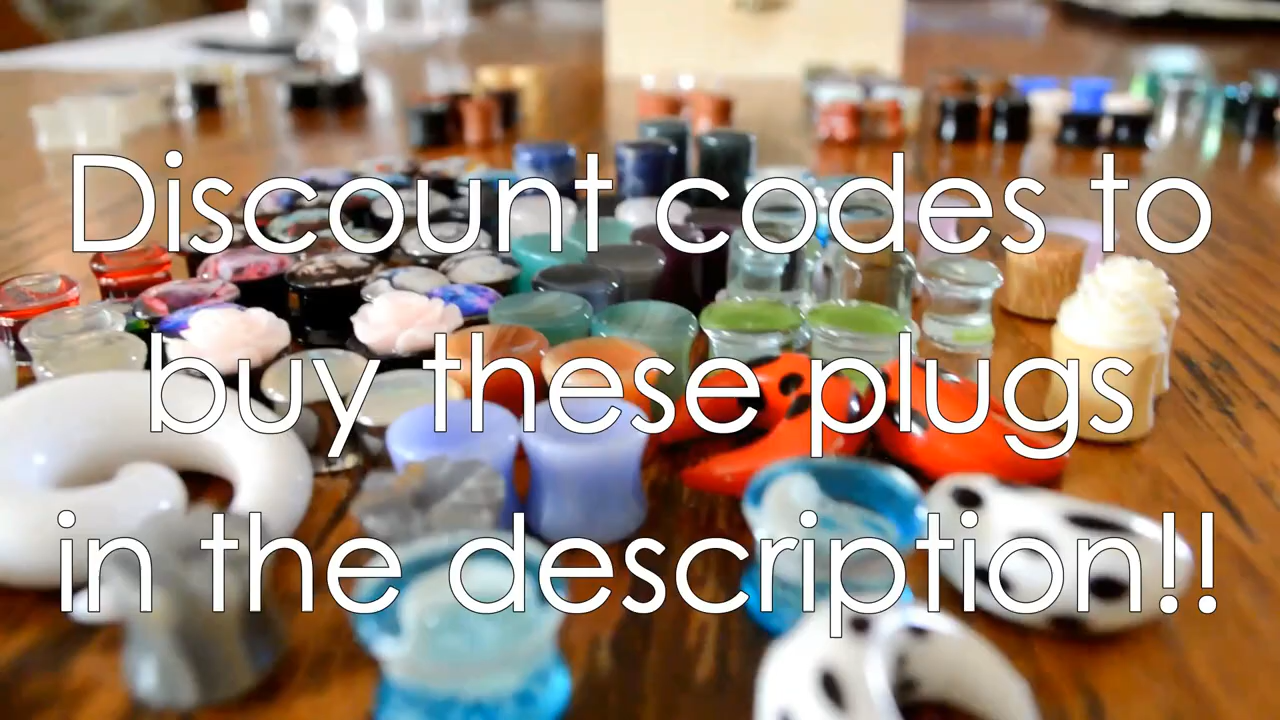 Discount codes to
buy these plugs
in the description!!